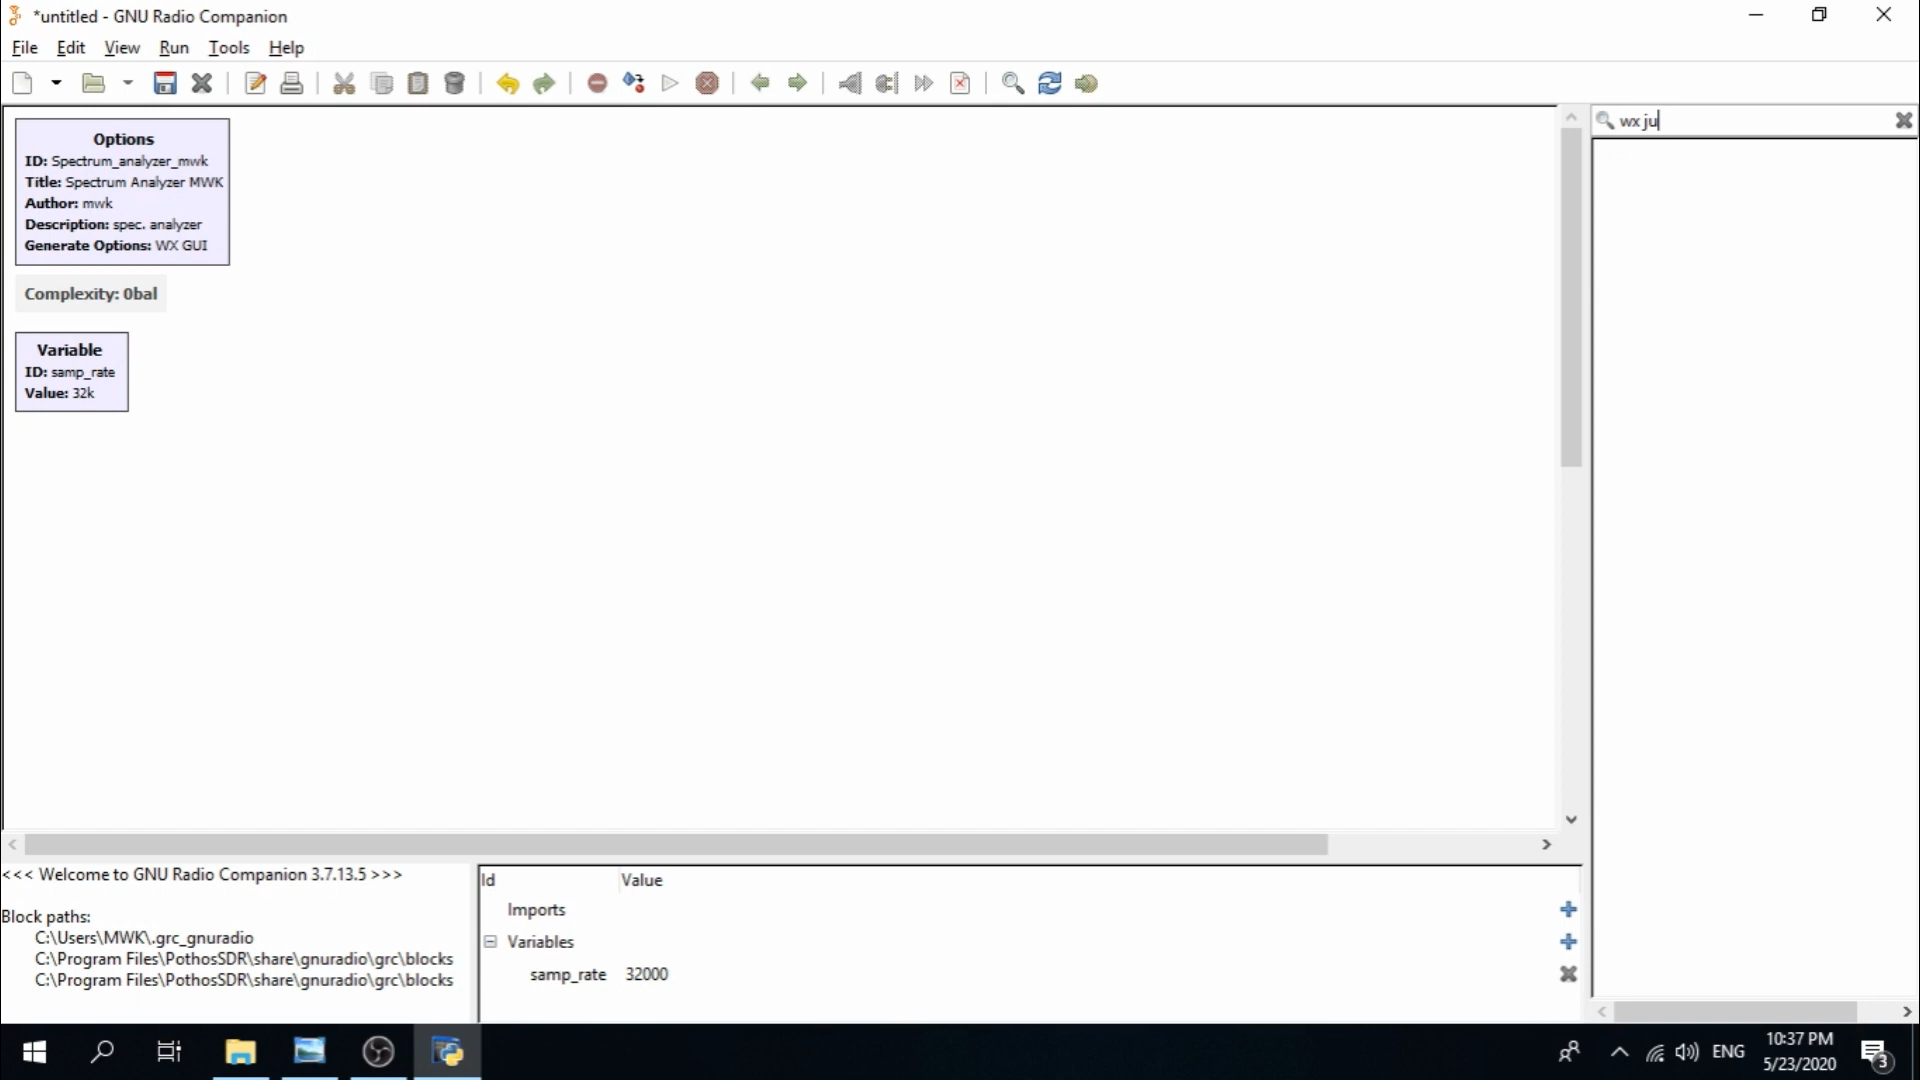 *untitled - GNU Radio Companion
File Edit View Run Tools Help
wx ju
Options
ID: Spectrum_analyzer_mwk
Title: Spectrum Analyzer MWK
Author: mwk
Description: spec. analyzer
Generate Options: WX GUI
Complexity: 0bal
Variable
ID: samp_rate
Value: 32k
<<< Welcome to GNU Radio Companion 3.7.13.5 >>>
Block paths:
C:\Users\MWK\.grc_gnuradio
C:\Program Files\PothosSDR\share\gnuradio\grc\blocks
C:\Program Files\PothosSDR\share\gnuradio\grc\blocks
Id Value
Imports
Variables
samp_rate 32000
ENG
10:37 PM
5/23/2020
3